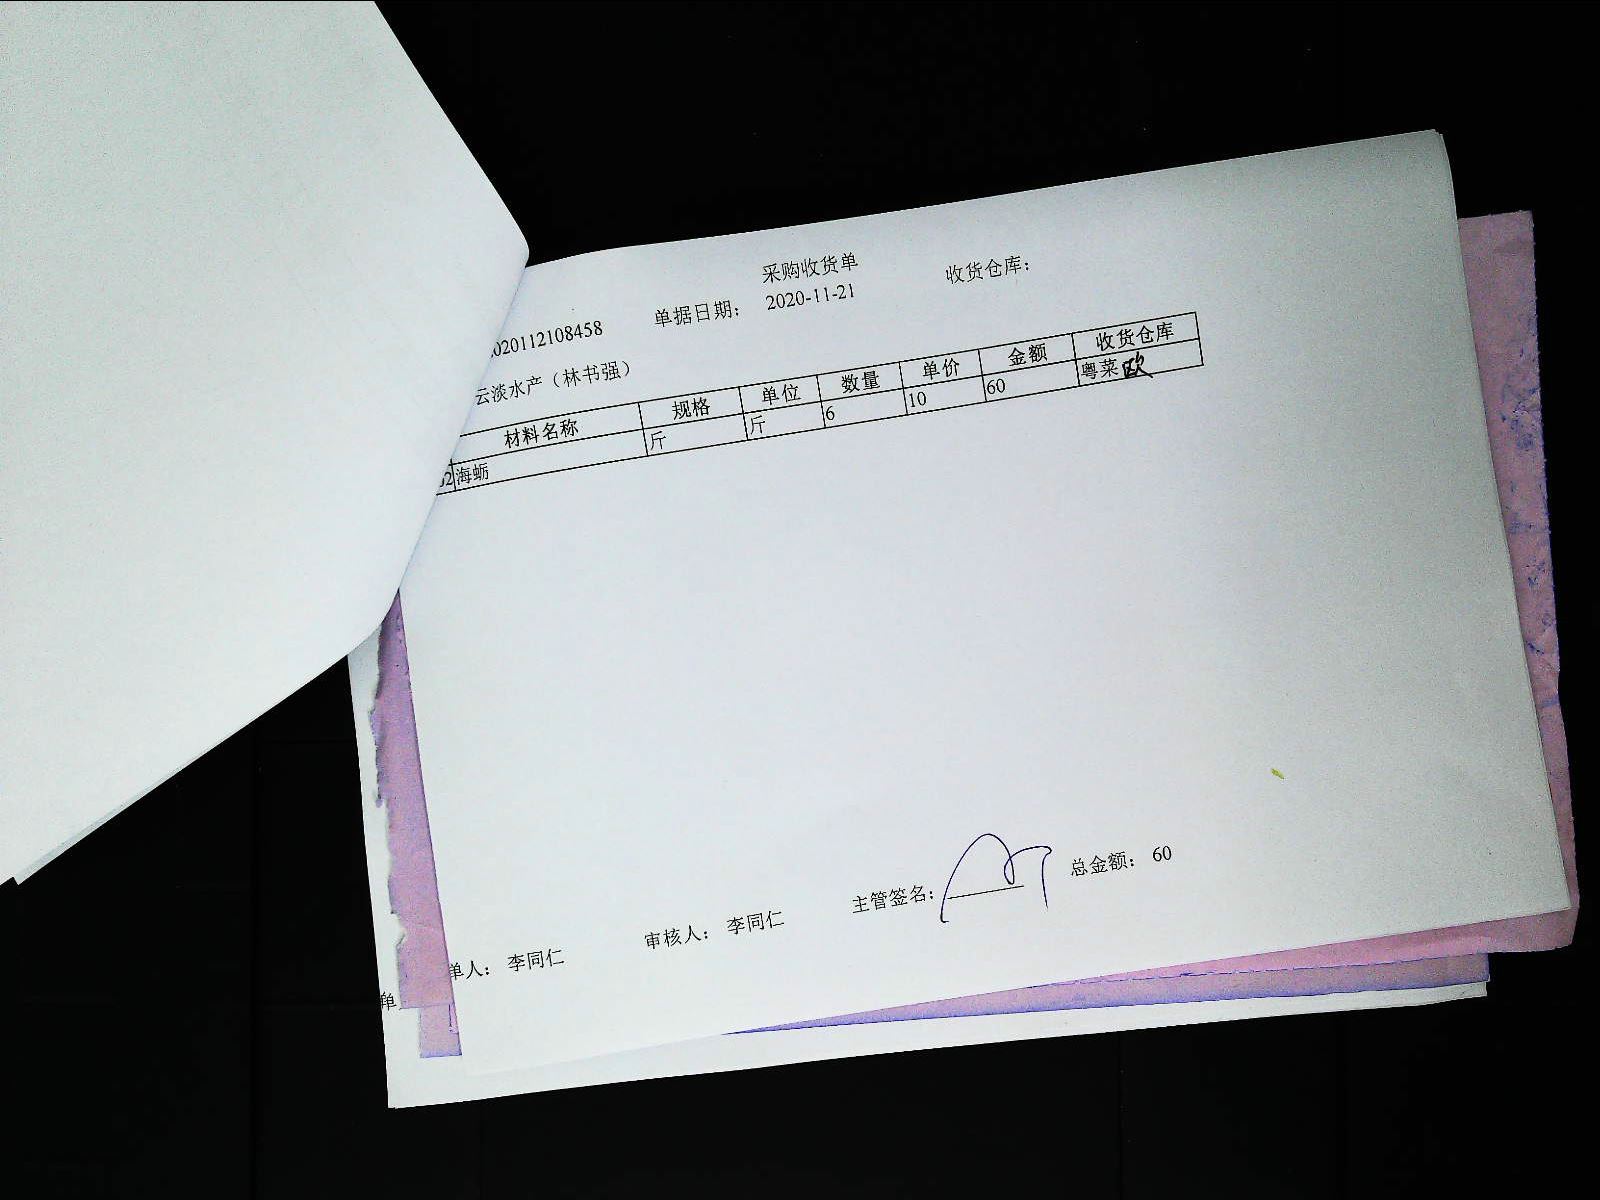 采购收货单
020112108458 单据日期： 2020-11-21 收货仓库：
云淡水产（林书强）
材料名称 规格 单位 数量 单价 金额 收货仓库
02 海蛎 斤 斤 6 10 60 粤菜 欧
单人： 李同仁 审核人： 李同仁 主管签名： 总金额： 60
单